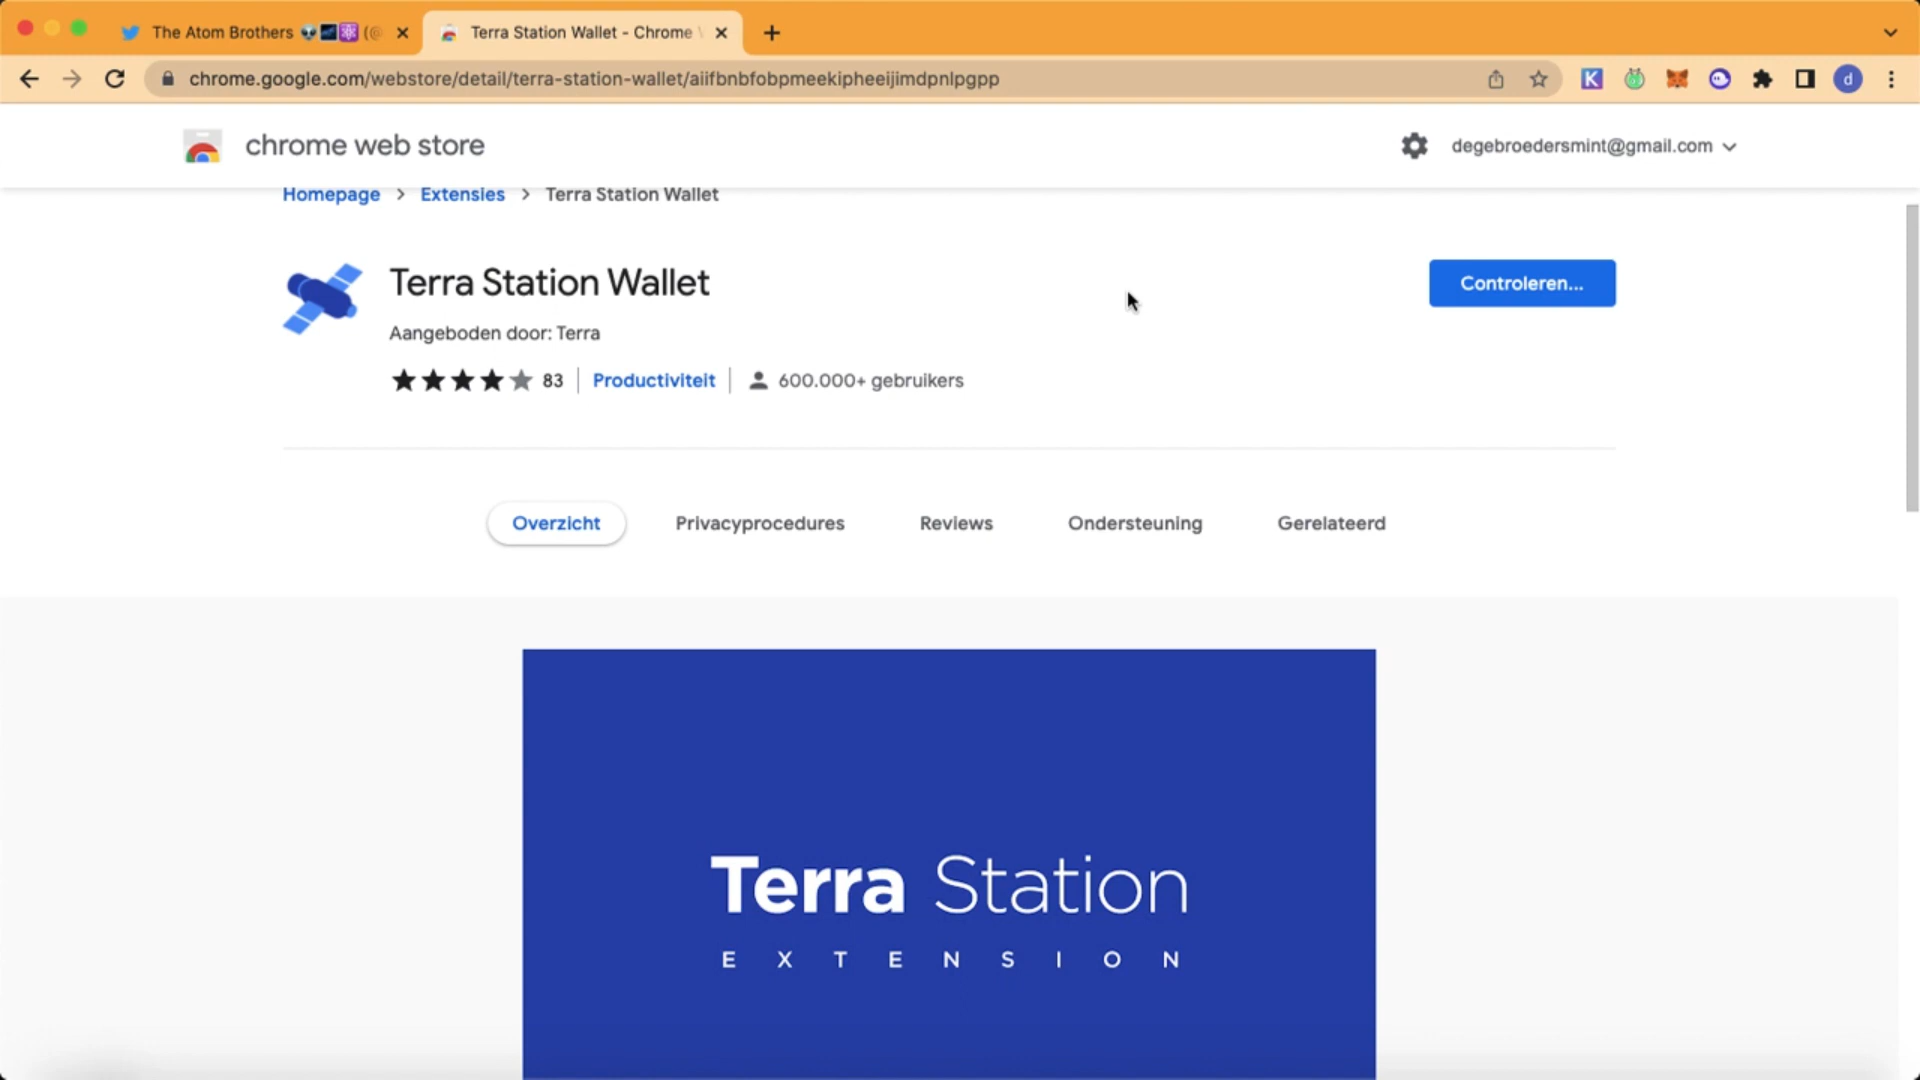 The Atom Brothers 👽🌌⚛️ (@
Terra Station Wallet - Chrome
chrome.google.com/webstore/detail/terra-station-wallet/aiifbnbfobpmeekipheeijimdpnlpgpp
K
d
chrome web store
degebroedersmint@gmail.com
Homepage > Extensies > Terra Station Wallet
Terra Station Wallet
Controleren...
Aangeboden door: Terra
83 | Productiviteit | 600.000+ gebruikers
Overzicht
Privacyprocedures
Reviews
Ondersteuning
Gerelateerd
Terra Station
EXTENSION